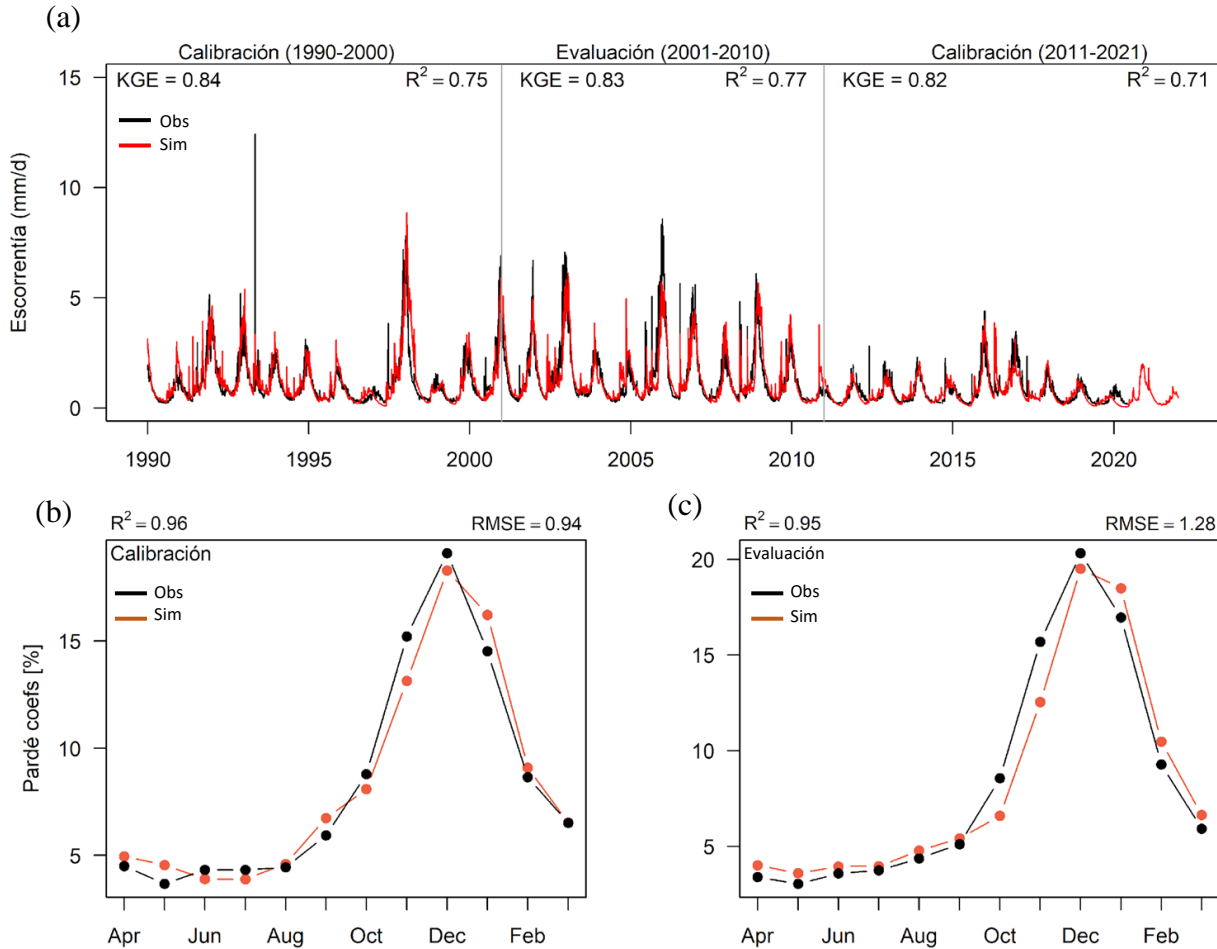 (a)
Calibración (1990-2000)
Evaluación (2001-2010)
Calibración (2011-2021)
KGE = 0.84
R² = 0.75
KGE = 0.83
R² = 0.77
KGE = 0.82
R² = 0.71
Obs
Sim
Escorrentía (mm/d)
15
10
5
0
1990
1995
2000
2005
2010
2015
2020
(b)
R² = 0.96
RMSE = 0.94
Calibración
Obs
Sim
Pardé coefs [%]
15
10
5
Apr
Jun
Aug
Oct
Dec
Feb
(c)
R² = 0.95
RMSE = 1.28
Evaluación
Obs
Sim
20
15
10
5
Apr
Jun
Aug
Oct
Dec
Feb